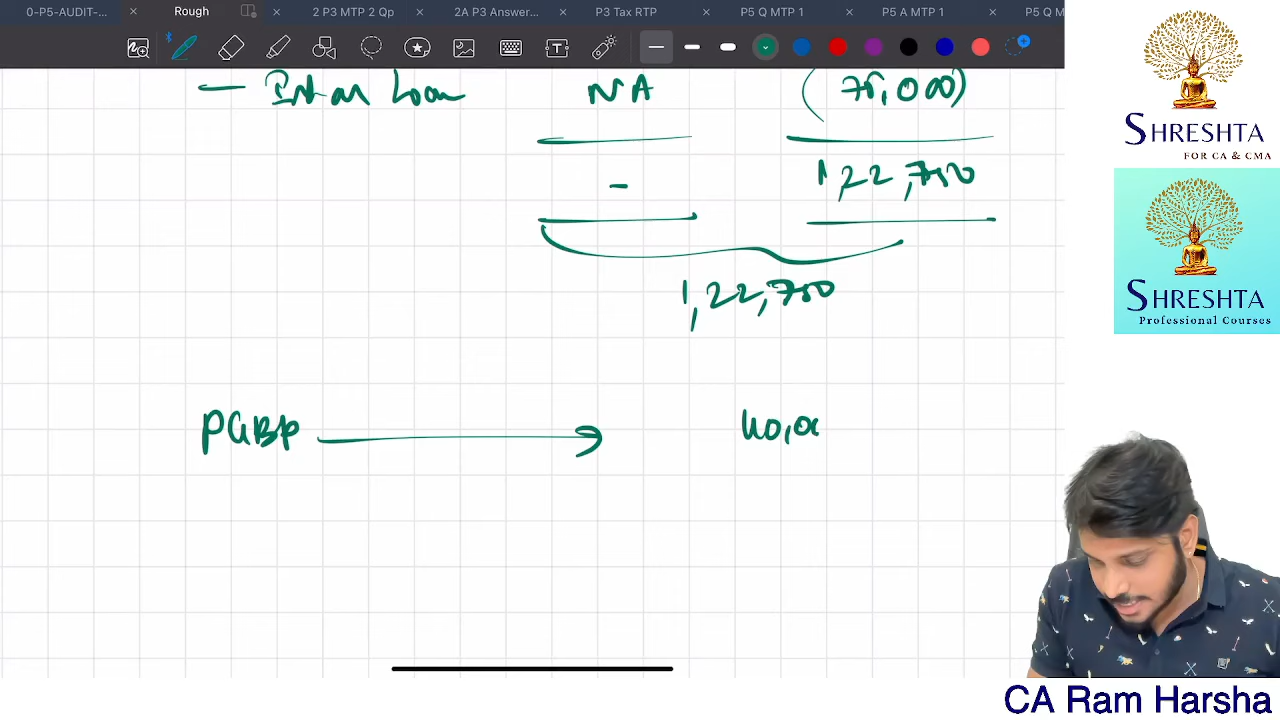 0-P5-AUDIT-...
Rough
2 P3 MTP 2 Qp
2A P3 Answer...
P3 Tax RTP
P5 Q MTP 1
P5 A MTP 1
P5 Q M
— Int on Loan NA (75,000)
- 1,22,750
1,22,750
PGBP → 40,00
SHRESHTA
FOR CA & CMA
SHRESHTA
Professional Courses
CA Ram Harsha